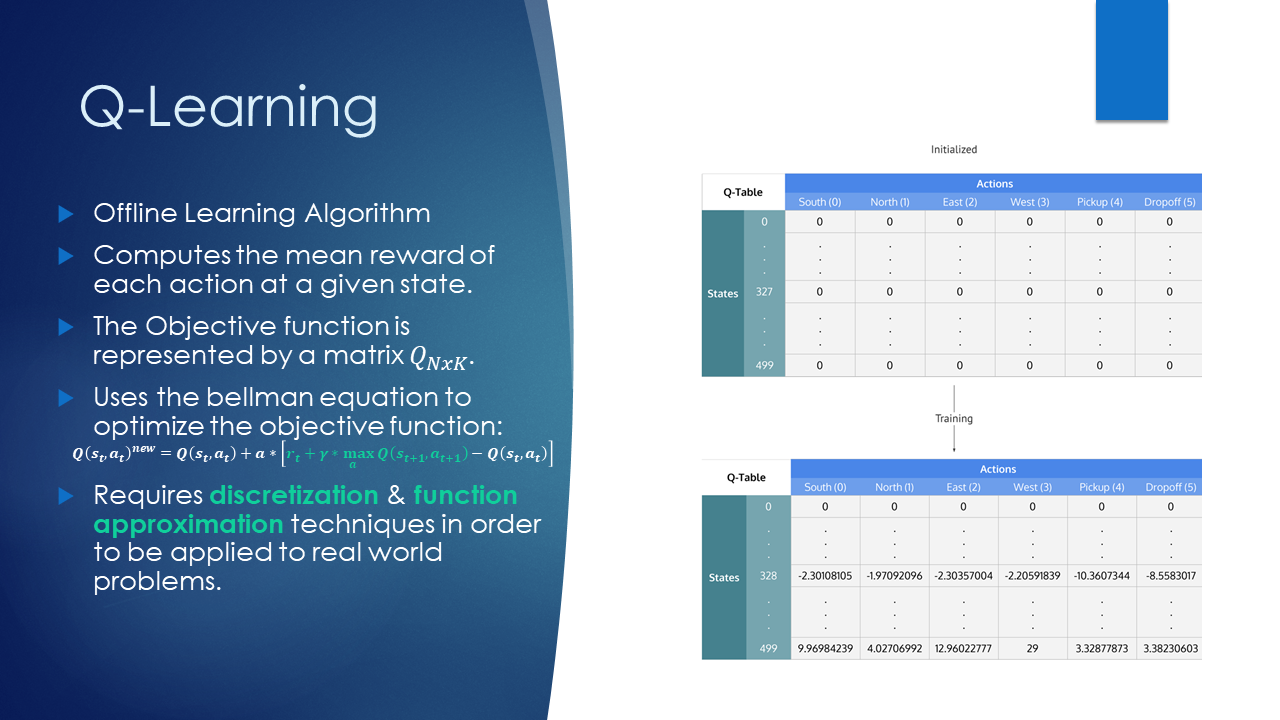 Q-Learning
Offline Learning Algorithm
Computes the mean reward of
each action at a given state.
The Objective function is
represented by a matrix Q_{NxK}.
Uses the bellman equation to
optimize the objective function:
Q(s_t, a_t)^{new} = Q(s_t, a_t) + a * [r_t + γ * max_a Q(s_{t+1}, a_{t+1}) − Q(s_t, a_t)]
Requires discretization & function
approximation techniques in order
to be applied to real world
problems.
Initialized
Q-Table Actions
South (0) North (1) East (2) West (3) Pickup (4) Dropoff (5)
0 0 0 0 0 0 0
. . . . . . .
. . . . . . .
. . . . . . .
States 327 0 0 0 0 0 0
. . . . . . .
. . . . . . .
. . . . . . .
499 0 0 0 0 0 0
Training
Q-Table Actions
South (0) North (1) East (2) West (3) Pickup (4) Dropoff (5)
0 0 0 0 0 0 0
. . . . . . .
. . . . . . .
. . . . . . .
States 328 -2.30108105 -1.97092096 -2.30357004 -2.20591839 -10.3607344 -8.5583017
. . . . . . .
. . . . . . .
. . . . . . .
499 9.96984239 4.02706992 12.96022777 29 3.32877873 3.38230603